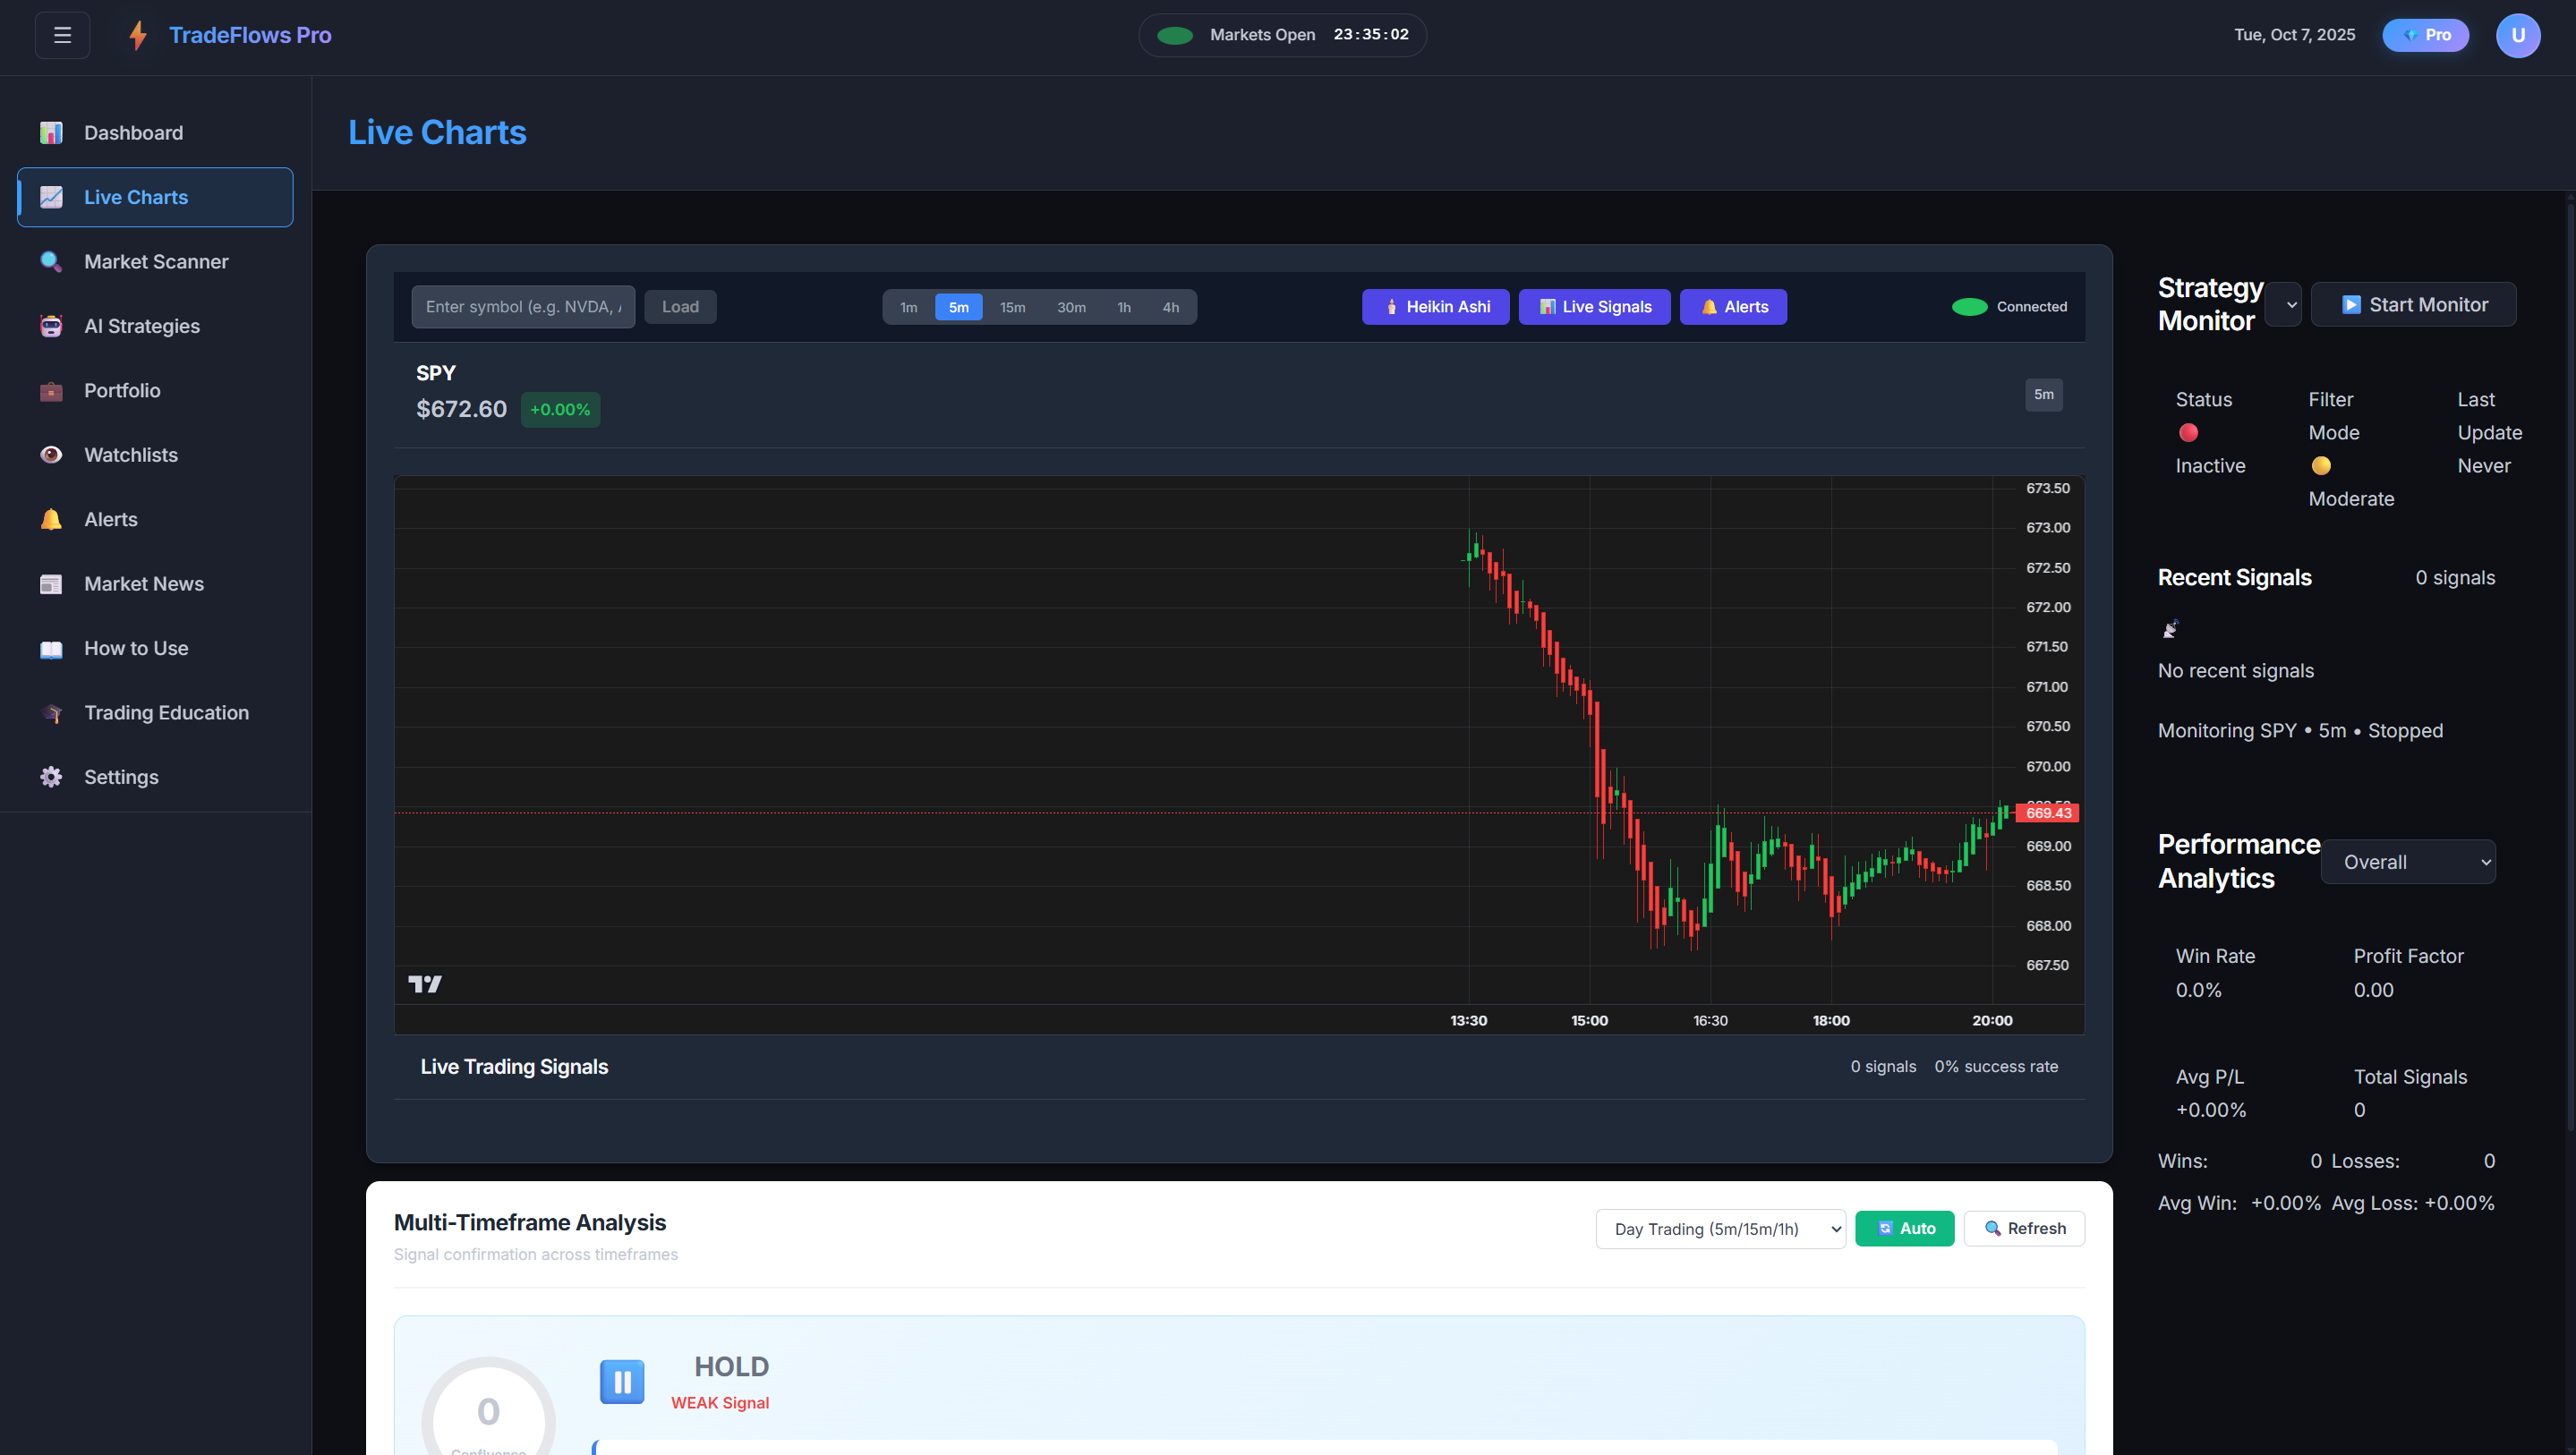 ☰
TradeFlows Pro
Markets Open 23:35:02
Tue, Oct 7, 2025
Pro
U
Dashboard
Live Charts
Market Scanner
AI Strategies
Portfolio
Watchlists
Alerts
Market News
How to Use
Trading Education
Settings
Live Charts
Enter symbol (e.g. NVDA,
Load
1m 5m 15m 30m 1h 4h
Heikin Ashi
Live Signals
Alerts
Connected
SPY
$672.60 +0.00%
5m
673.50
673.00
672.50
672.00
671.50
671.00
670.50
670.00
669.43
669.00
668.50
668.00
667.50
13:30 15:00 16:30 18:00 20:00
Live Trading Signals
0 signals 0% success rate
Multi-Timeframe Analysis
Signal confirmation across timeframes
Day Trading (5m/15m/1h)
Auto
Refresh
0
HOLD
WEAK Signal
Strategy
Monitor
Start Monitor
Status
Inactive
Filter
Mode
Moderate
Last
Update
Never
Recent Signals
0 signals
No recent signals
Monitoring SPY • 5m • Stopped
Performance
Analytics
Overall
Win Rate
0.0%
Profit Factor
0.00
Avg P/L
+0.00%
Total Signals
0
Wins: 0 Losses: 0
Avg Win: +0.00% Avg Loss: +0.00%